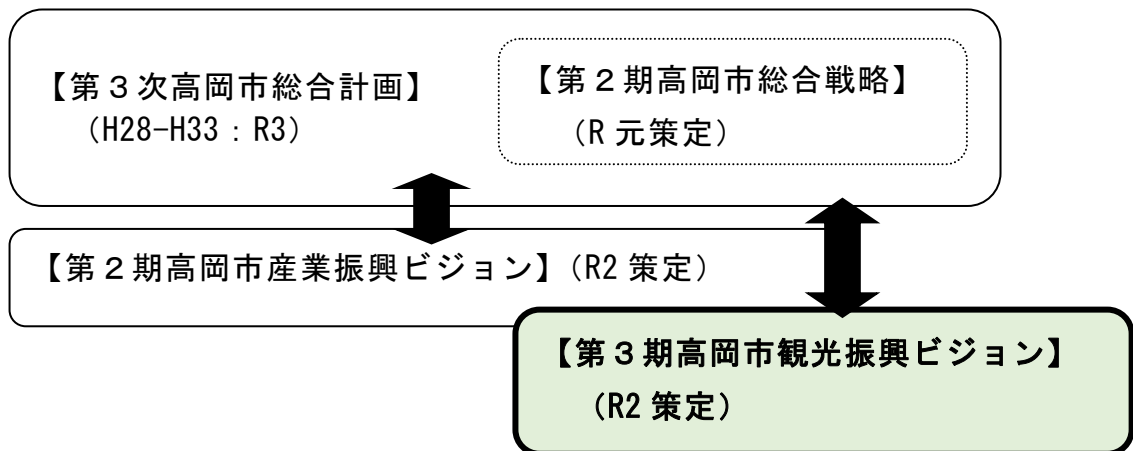 【第３次高岡市総合計画】
（H28-H33：R3）
【第２期高岡市総合戦略】
（R 元策定）
【第２期高岡市産業振興ビジョン】（R2 策定）
【第３期高岡市観光振興ビジョン】
（R2 策定）